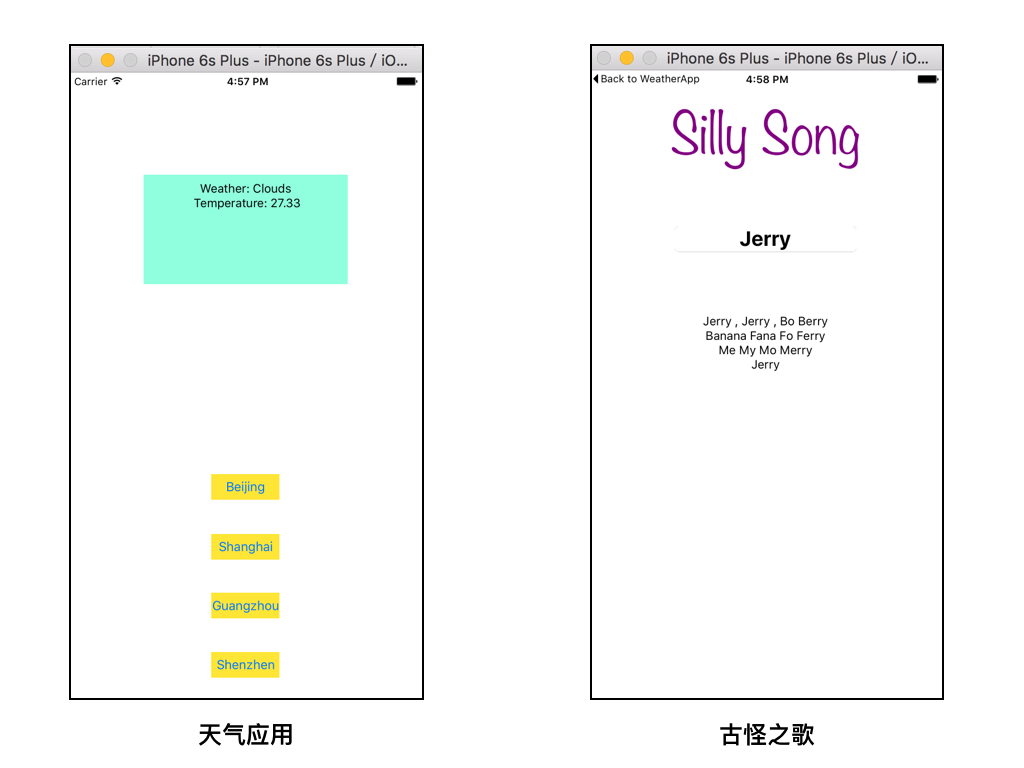 iPhone 6s Plus - iPhone 6s Plus / iO...
Carrier 4:57 PM
Weather: Clouds
Temperature: 27.33
Beijing
Shanghai
Guangzhou
Shenzhen
天气应用
iPhone 6s Plus - iPhone 6s Plus / iO...
Back to WeatherApp 4:58 PM
Silly Song
Jerry
Jerry , Jerry , Bo Berry
Banana Fana Fo Ferry
Me My Mo Merry
Jerry
古怪之歌